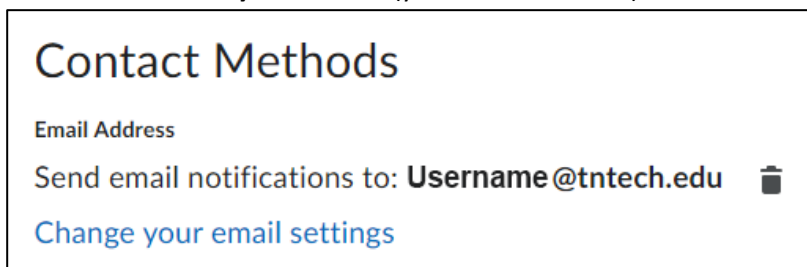 Contact Methods
Email Address
Send email notifications to: Username@tntech.edu
Change your email settings